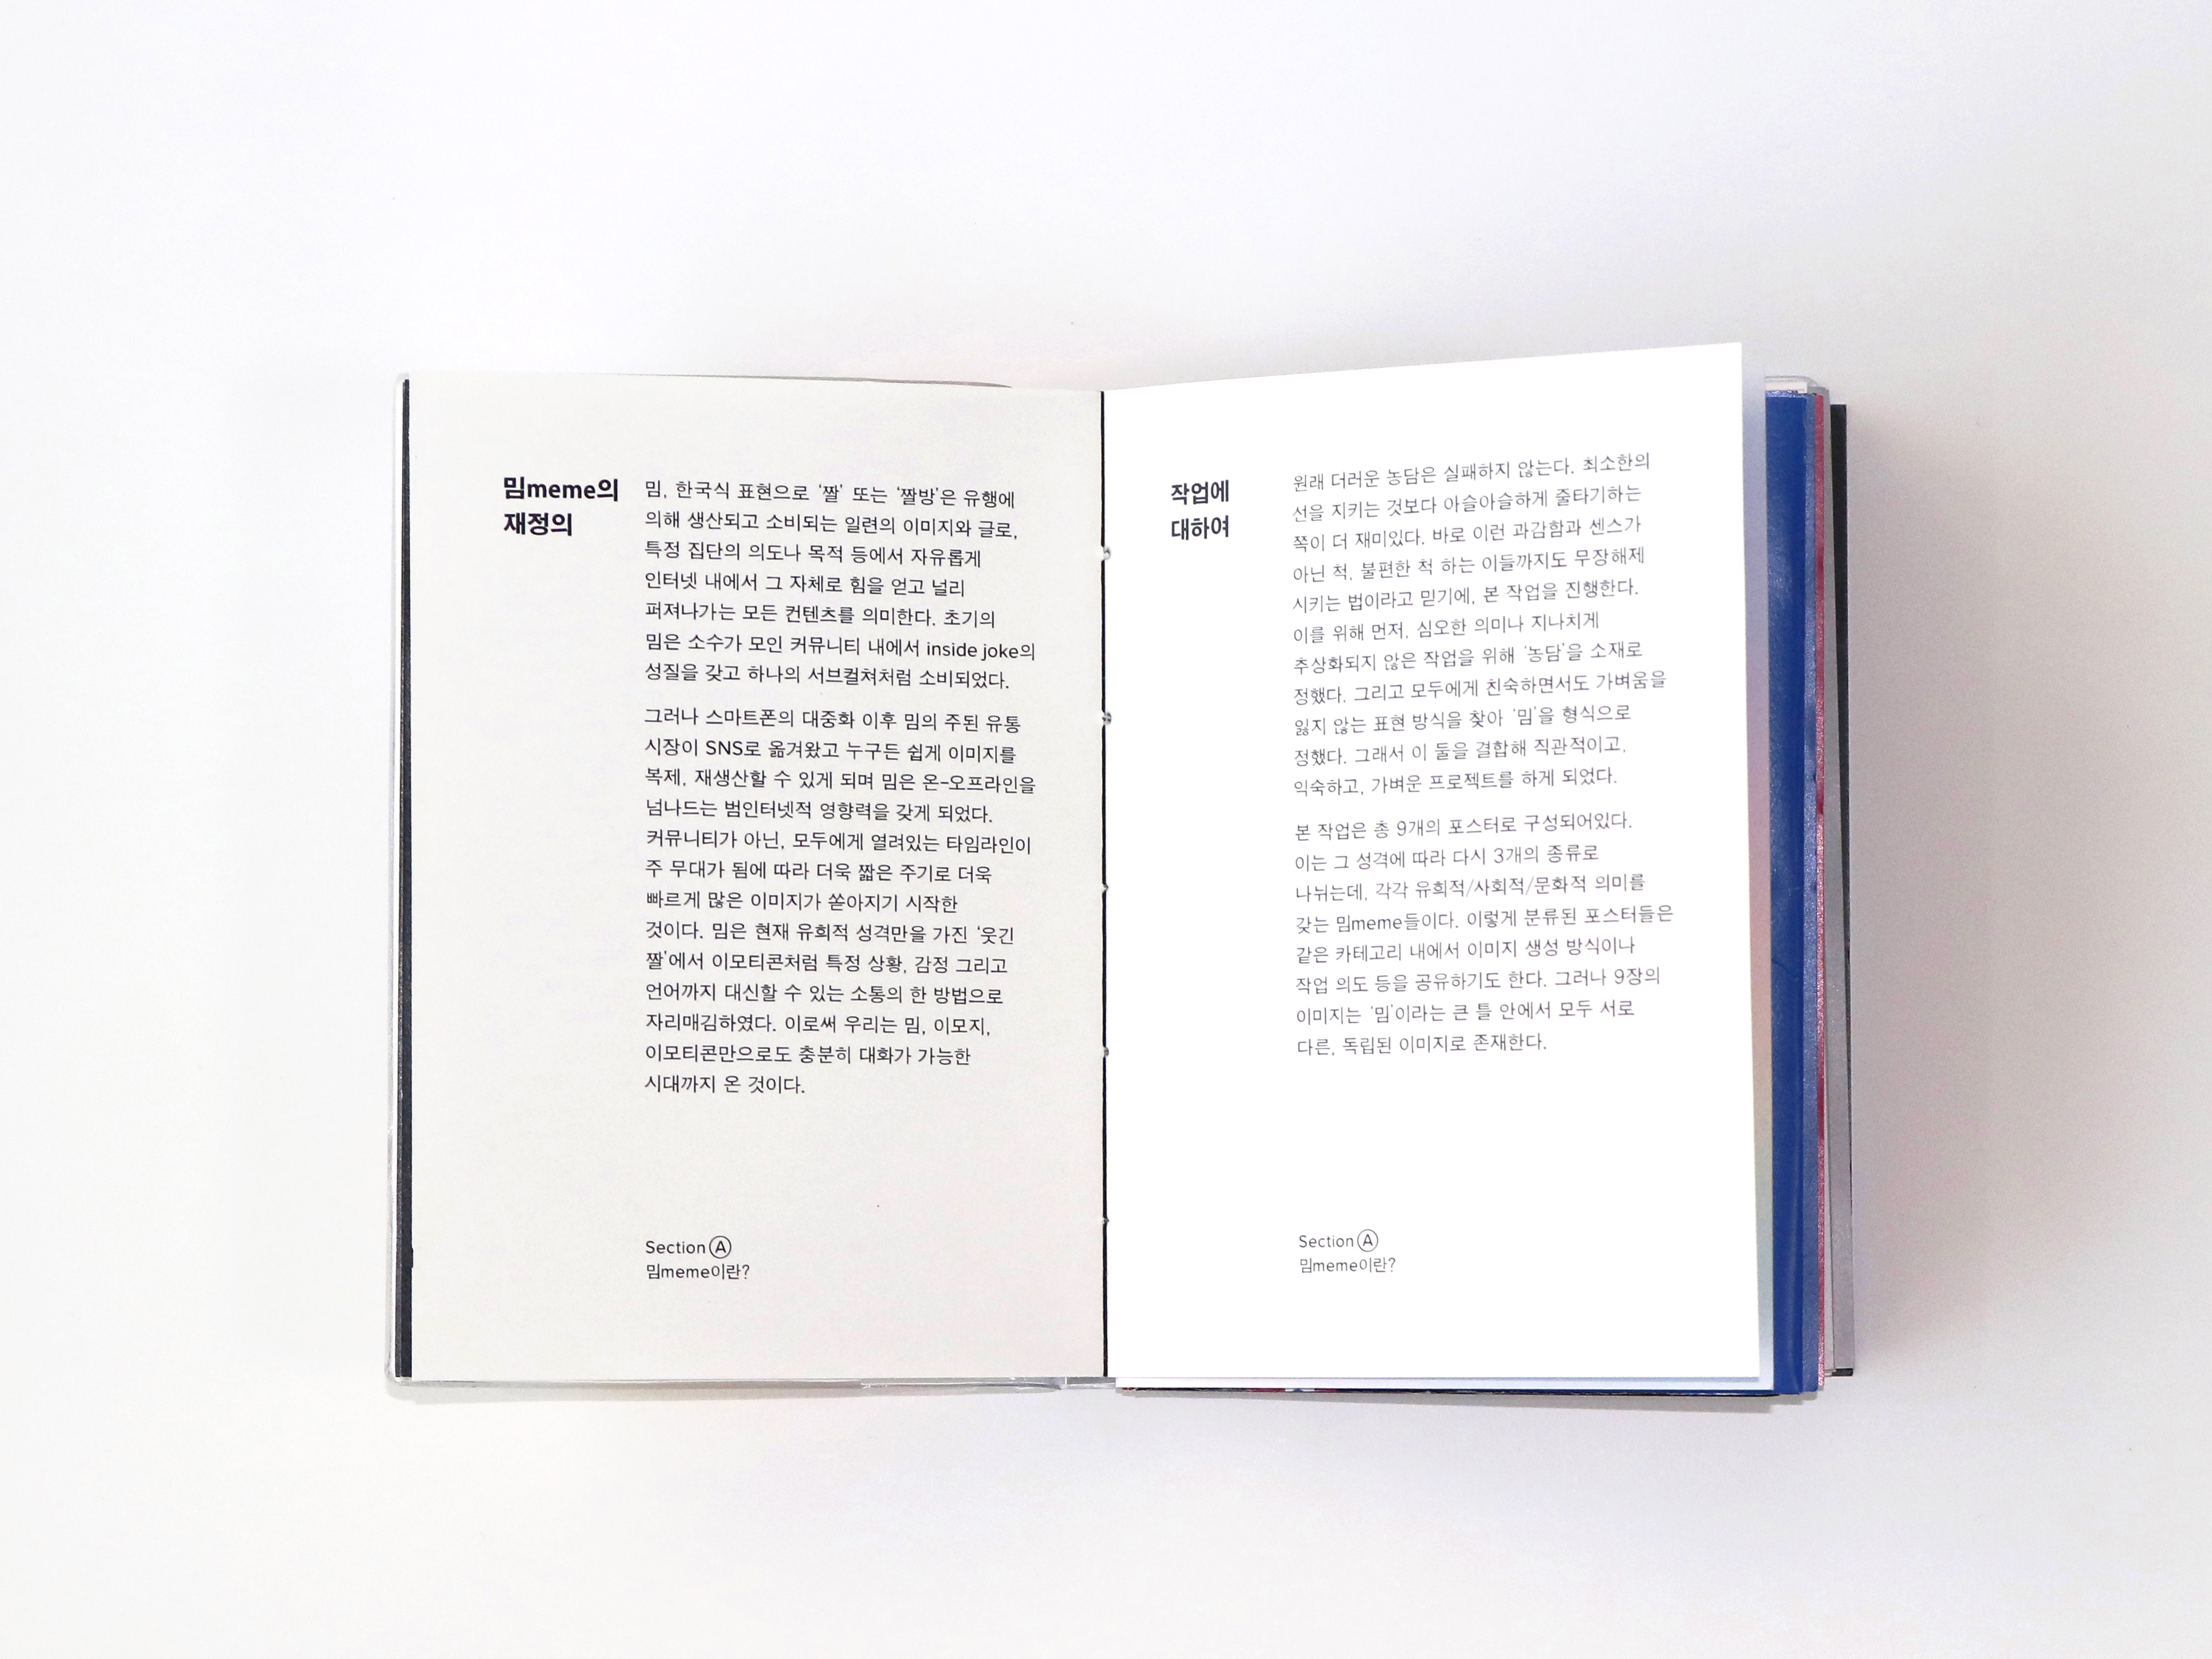 밈meme의
재정의
밈, 한국식 표현으로 ‘짤’ 또는 ‘짤방’은 유행에
의해 생산되고 소비되는 일련의 이미지와 글로,
특정 집단의 의도나 목적 등에서 자유롭게
인터넷 내에서 그 자체로 힘을 얻고 널리
퍼져나가는 모든 컨텐츠를 의미한다. 초기의
밈은 소수가 모인 커뮤니티 내에서 inside joke의
성질을 갖고 하나의 서브컬쳐처럼 소비되었다.
그러나 스마트폰의 대중화 이후 밈의 주된 유통
시장이 SNS로 옮겨왔고 누구든 쉽게 이미지를
복제, 재생산할 수 있게 되며 밈은 온-오프라인을
넘나드는 범인터넷적 영향력을 갖게 되었다.
커뮤니티가 아닌, 모두에게 열려있는 타임라인이
주 무대가 됨에 따라 더욱 짧은 주기로 더욱
빠르게 많은 이미지가 쏟아지기 시작한
것이다. 밈은 현재 유희적 성격만을 가진 ‘웃긴
짤’에서 이모티콘처럼 특정 상황, 감정 그리고
언어까지 대신할 수 있는 소통의 한 방법으로
자리매김하였다. 이로써 우리는 밈, 이모지,
이모티콘만으로도 충분히 대화가 가능한
시대까지 온 것이다.
Section Ⓐ
밈meme이란?
작업에
대하여
원래 더러운 농담은 실패하지 않는다. 최소한의
선을 지키는 것보다 아슬아슬하게 줄타기하는
쪽이 더 재미있다. 바로 이런 과감함과 센스가
아닌 척, 불편한 척 하는 이들까지도 무장해제
시키는 법이라고 믿기에, 본 작업을 진행한다.
이를 위해 먼저, 심오한 의미나 지나치게
추상화되지 않은 작업을 위해 ‘농담’을 소재로
정했다. 그리고 모두에게 친숙하면서도 가벼움을
잃지 않는 표현 방식을 찾아 ‘밈’을 형식으로
정했다. 그래서 이 둘을 결합해 직관적이고,
익숙하고, 가벼운 프로젝트를 하게 되었다.
본 작업은 총 9개의 포스터로 구성되어있다.
이는 그 성격에 따라 다시 3개의 종류로
나뉘는데, 각각 유희적/사회적/문화적 의미를
갖는 밈meme들이다. 이렇게 분류된 포스터들은
같은 카테고리 내에서 이미지 생성 방식이나
작업 의도 등을 공유하기도 한다. 그러나 9장의
이미지는 ‘밈’이라는 큰 틀 안에서 모두 서로
다른, 독립된 이미지로 존재한다.
Section Ⓐ
밈meme이란?